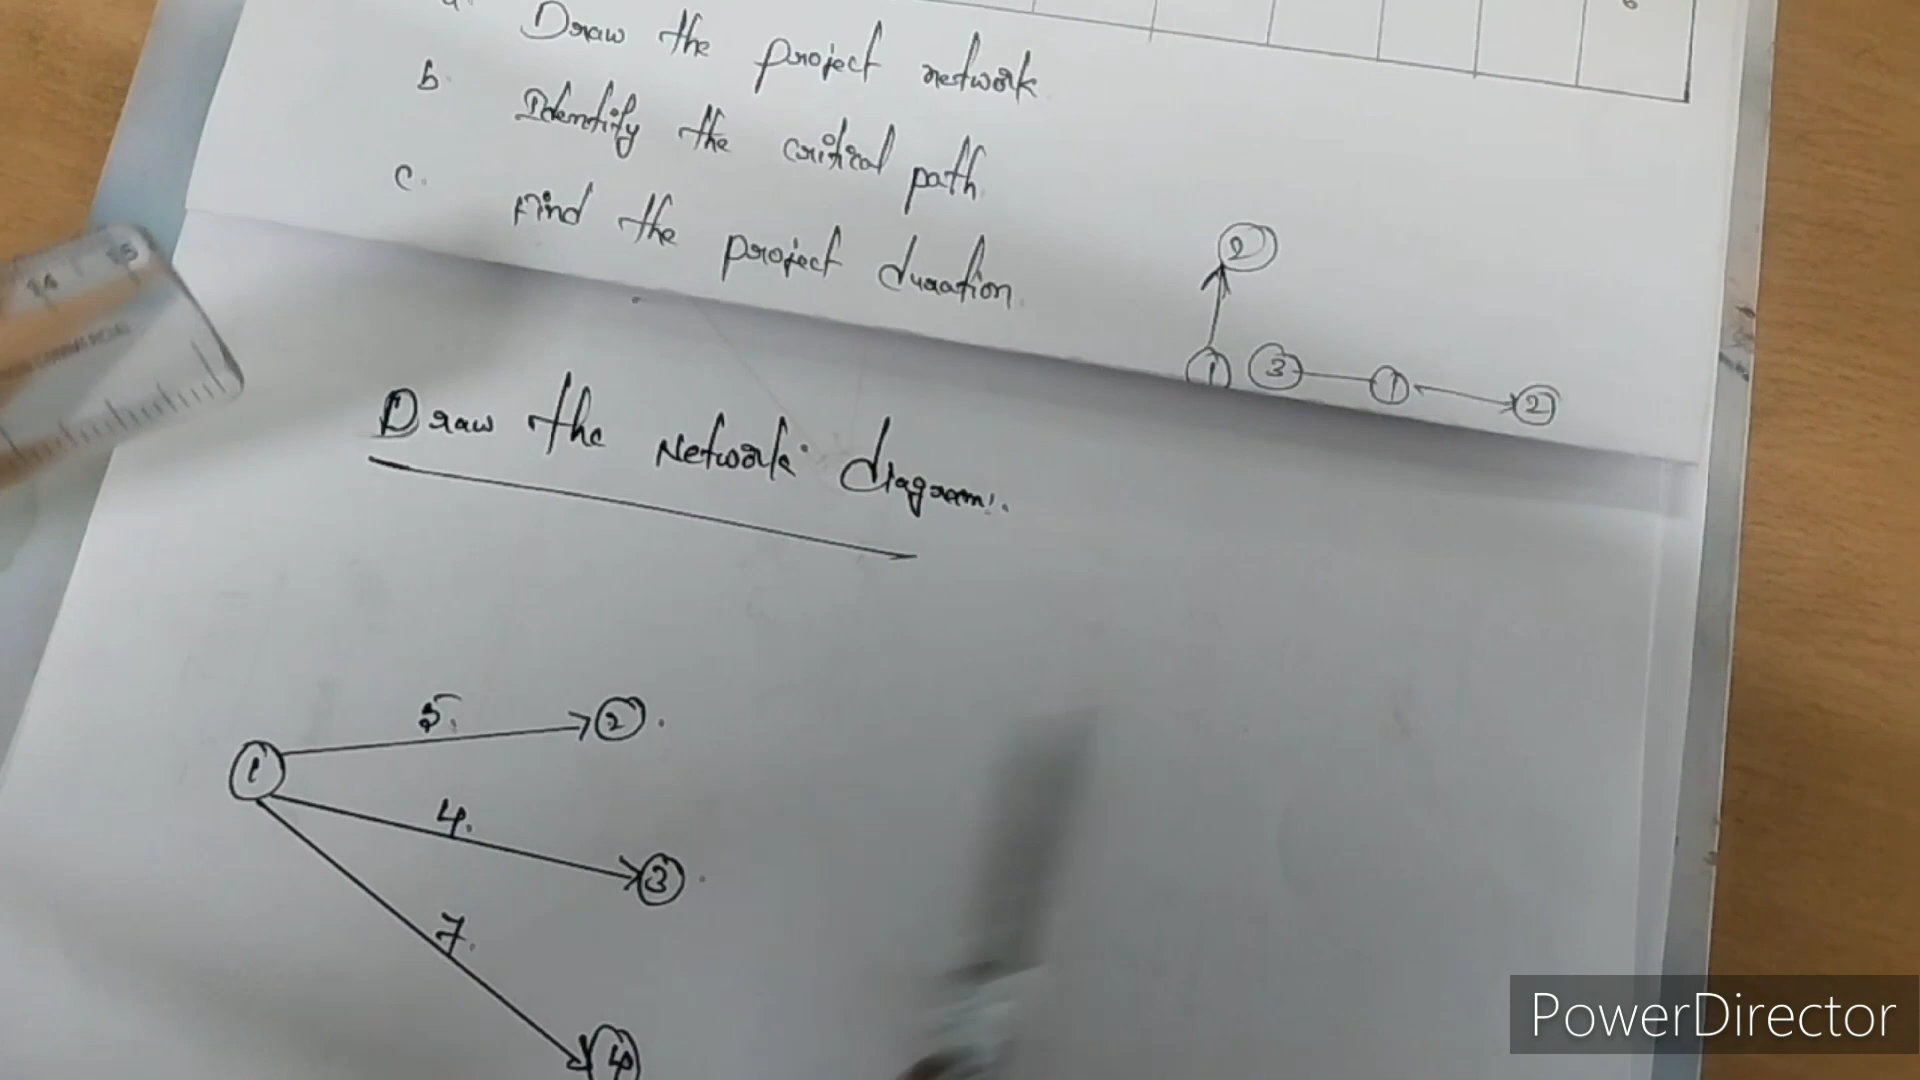 a. Draw the project network
b. Identify the critical path.
c. Find the project duration.
2
1 3 1 2
14 15
Draw the Network diagram:.
5.
2.
1
4.
3.
7.
4
PowerDirector